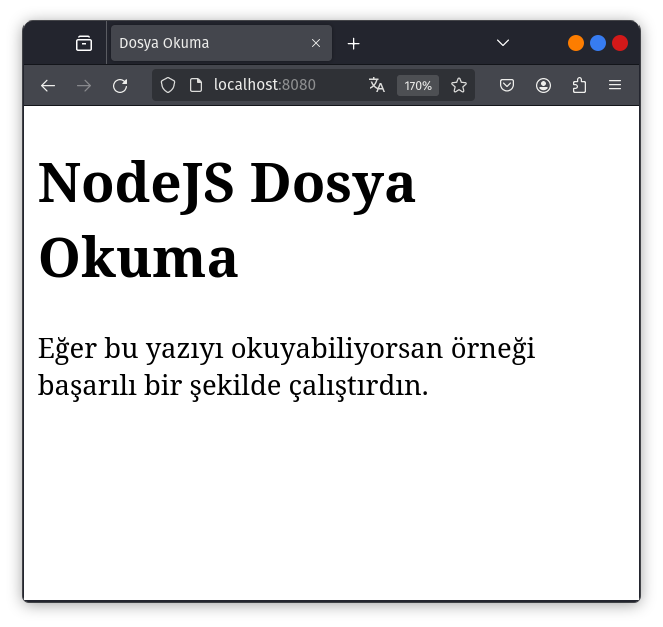 Dosya Okuma
localhost:8080
170%
NodeJS Dosya
Okuma
Eğer bu yazıyı okuyabiliyorsan örneği
başarılı bir şekilde çalıştırdın.